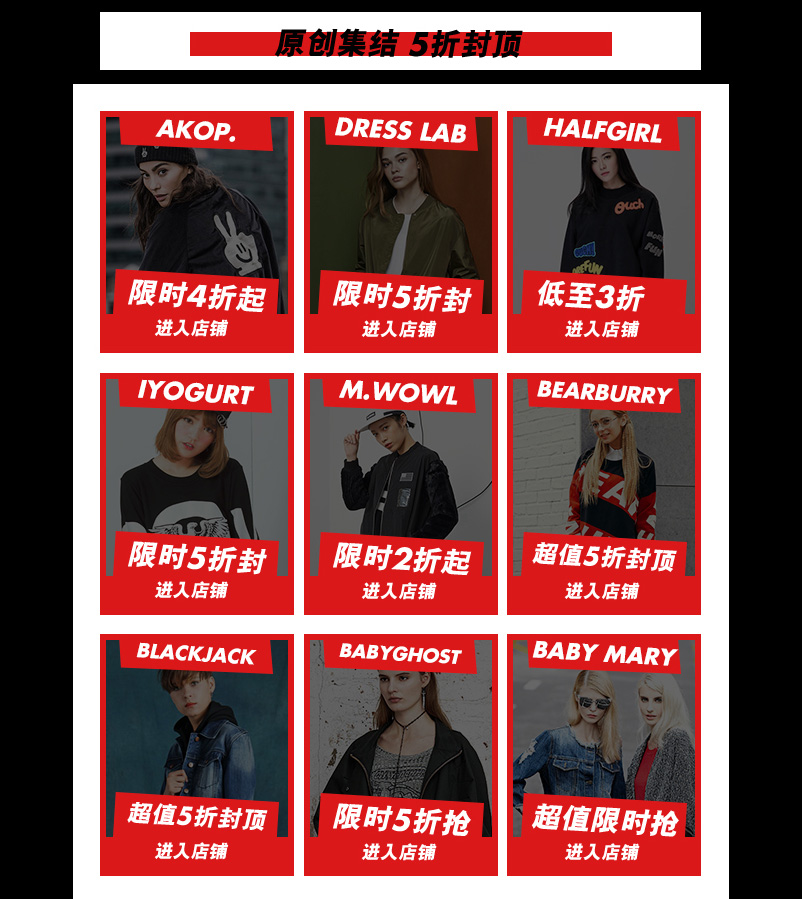 原创集结 5折封顶
AKOP.
限时4折起
进入店铺
DRESS LAB
限时5折封
进入店铺
HALFGIRL
Ouch
BOO
FUN
FUN
低至3折
进入店铺
IYOGURT
限时5折封
进入店铺
M.WOWL
限时2折起
进入店铺
BEARBURRY
超值5折封顶
进入店铺
BLACKJACK
超值5折封顶
进入店铺
BABYGHOST
限时5折抢
进入店铺
BABY MARY
超值限时抢
进入店铺